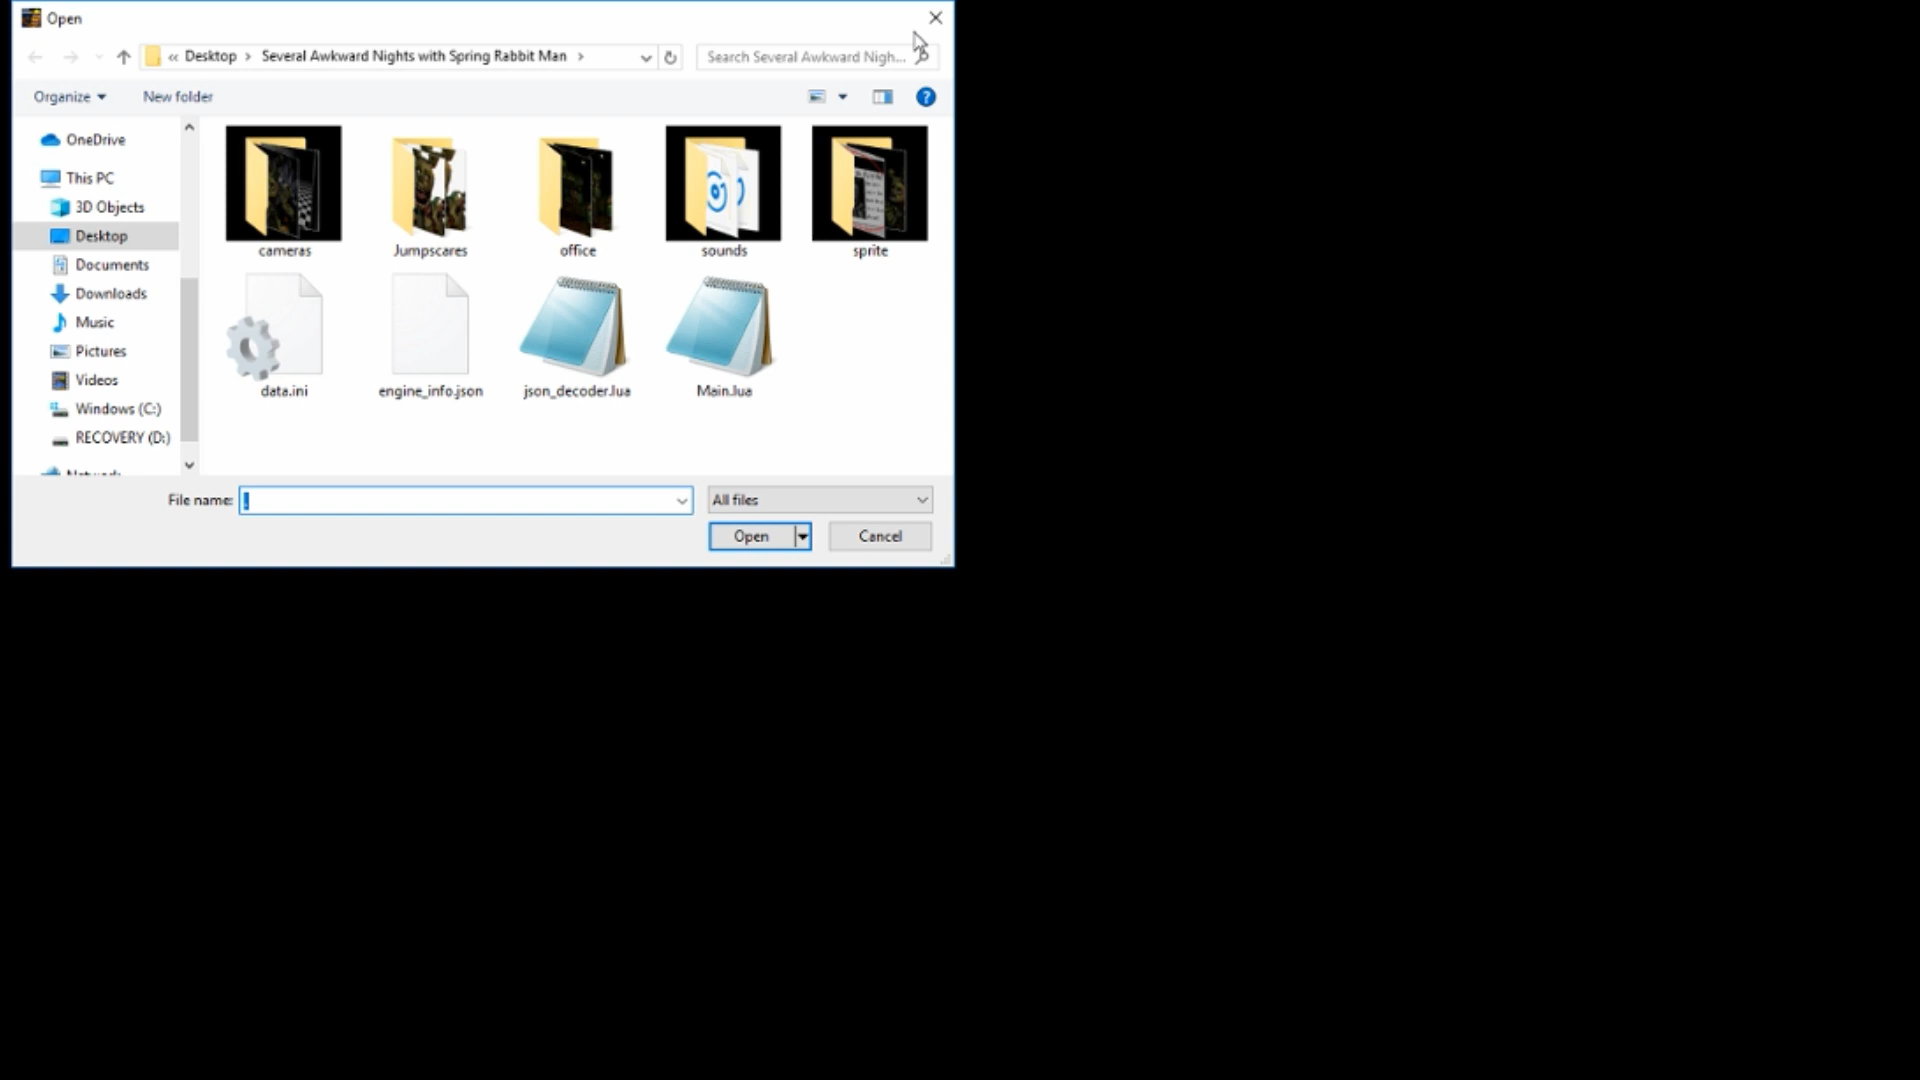 Open
« Desktop › Several Awkward Nights with Spring Rabbit Man ›
Search Several Awkward Nigh...
Organize
New folder
OneDrive
This PC
3D Objects
Desktop
Documents
Downloads
Music
Pictures
Videos
Windows (C:)
RECOVERY (D:)
Network
cameras
Jumpscares
office
sounds
sprite
data.ini
engine_info.json
json_decoder.lua
Main.lua
File name:
All files
Open
Cancel